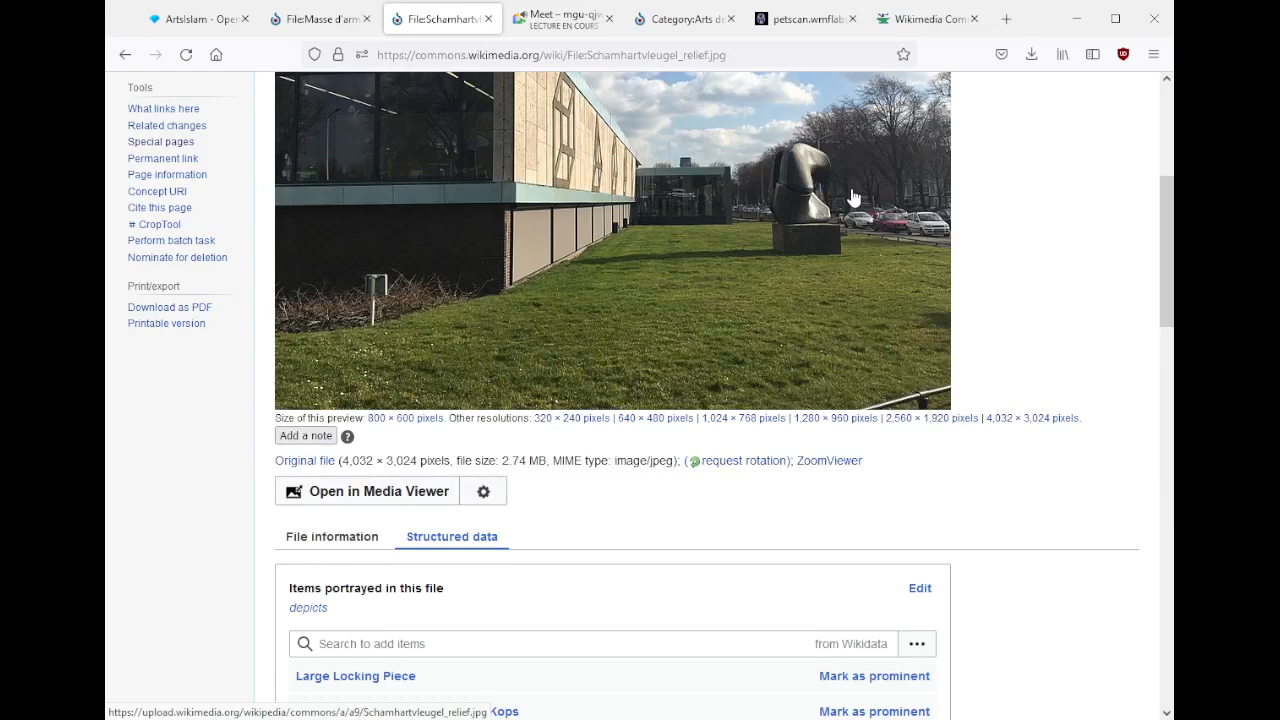 ArtsIslam - Open
File:Masse d'arm
File:Schamhartvl
Meet – mgu-qjw
LECTURE EN COURS
Category:Arts de
petscan.wmflabs
Wikimedia Com
https://commons.wikimedia.org/wiki/File:Schamhartvleugel_relief.jpg
Tools
What links here
Related changes
Special pages
Permanent link
Page information
Concept URI
Cite this page
# CropTool
Perform batch task
Nominate for deletion
Print/export
Download as PDF
Printable version
Size of this preview: 800 × 600 pixels. Other resolutions: 320 × 240 pixels | 640 × 480 pixels | 1,024 × 768 pixels | 1,280 × 960 pixels | 2,560 × 1,920 pixels | 4,032 × 3,024 pixels.
Add a note ?
Original file (4,032 × 3,024 pixels, file size: 2.74 MB, MIME type: image/jpeg); (request rotation); ZoomViewer
Open in Media Viewer
File information
Structured data
Items portrayed in this file
Edit
depicts
Search to add items
from Wikidata
Large Locking Piece
Mark as prominent
Kops
Mark as prominent
https://upload.wikimedia.org/wikipedia/commons/a/a9/Schamhartvleugel_relief.jpg